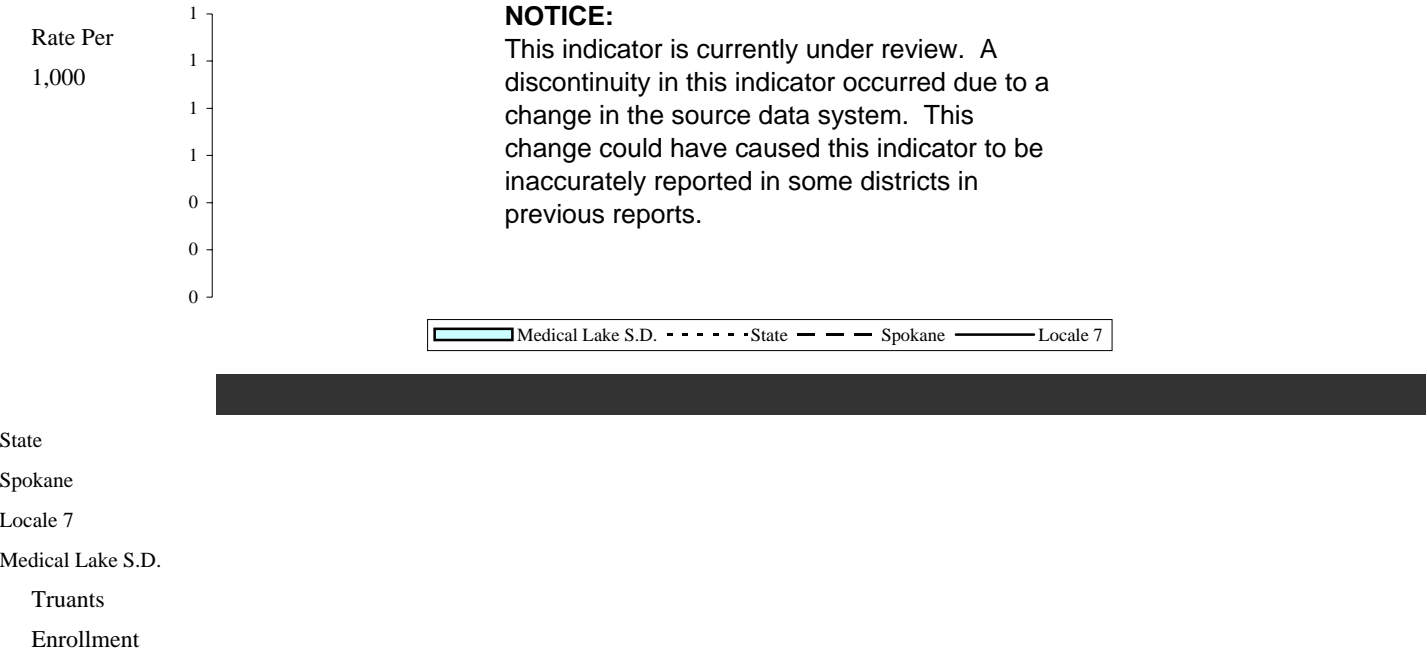 Rate Per
1,000
1
1
1
1
0
0
0
NOTICE:
This indicator is currently under review.  A
discontinuity in this indicator occurred due to a
change in the source data system.  This
change could have caused this indicator to be
inaccurately reported in some districts in
previous reports.
Medical Lake S.D. State Spokane Locale 7
State
Spokane
Locale 7
Medical Lake S.D.
Truants
Enrollment